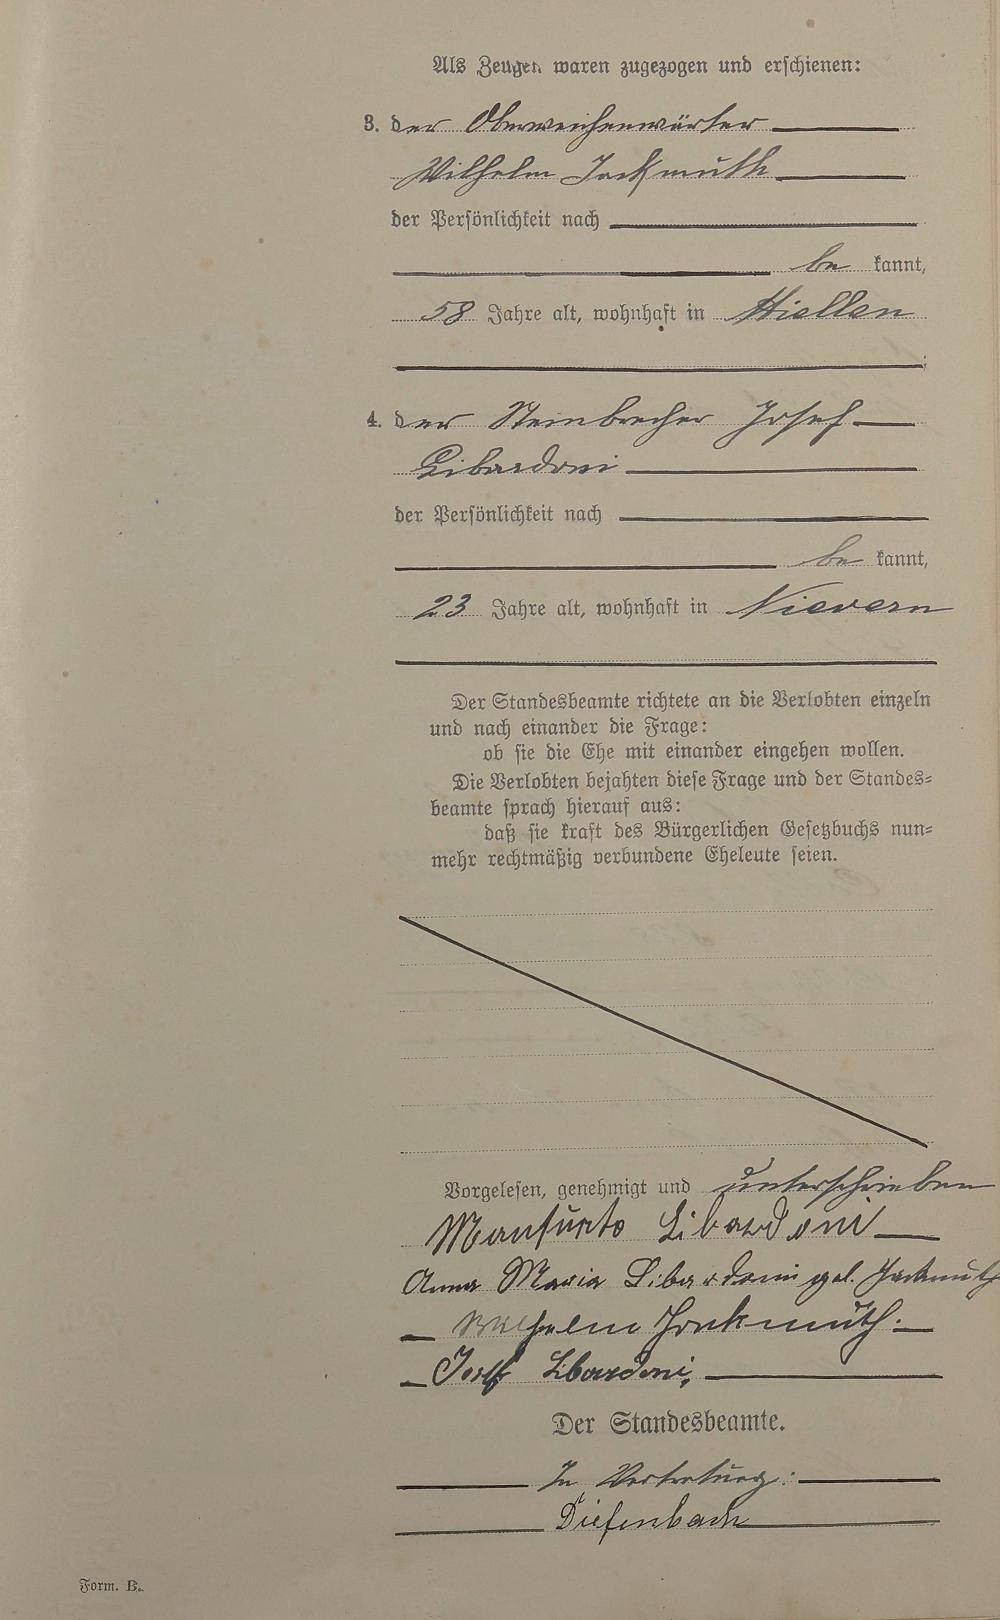 Als Zeugen waren zugezogen und erschienen:
3. der Oberweichenwärter
Wilhelm Jackmuth
der Persönlichkeit nach
be kannt,
58 Jahre alt, wohnhaft in Miellen
;
4. der Steinbrecher Josef
Libardoni
der Persönlichkeit nach
be kannt,
23 Jahre alt, wohnhaft in Nievern
Der Standesbeamte richtete an die Verlobten einzeln
und nach einander die Frage:
ob sie die Ehe mit einander eingehen wollen.
Die Verlobten bejahten diese Frage und der Standes=
beamte sprach hierauf aus:
daß sie kraft des Bürgerlichen Gesetzbuchs nun=
mehr rechtmäßig verbundene Eheleute seien.
Vorgelesen, genehmigt und unterschrieben
Mansueto Libardoni
Anna Maria Libardoni geb. Jackmuth
Wilhelm Jackmuth.
Josef Libardoni,
Der Standesbeamte.
In Vertretung:
Diefenbach
Form. B.